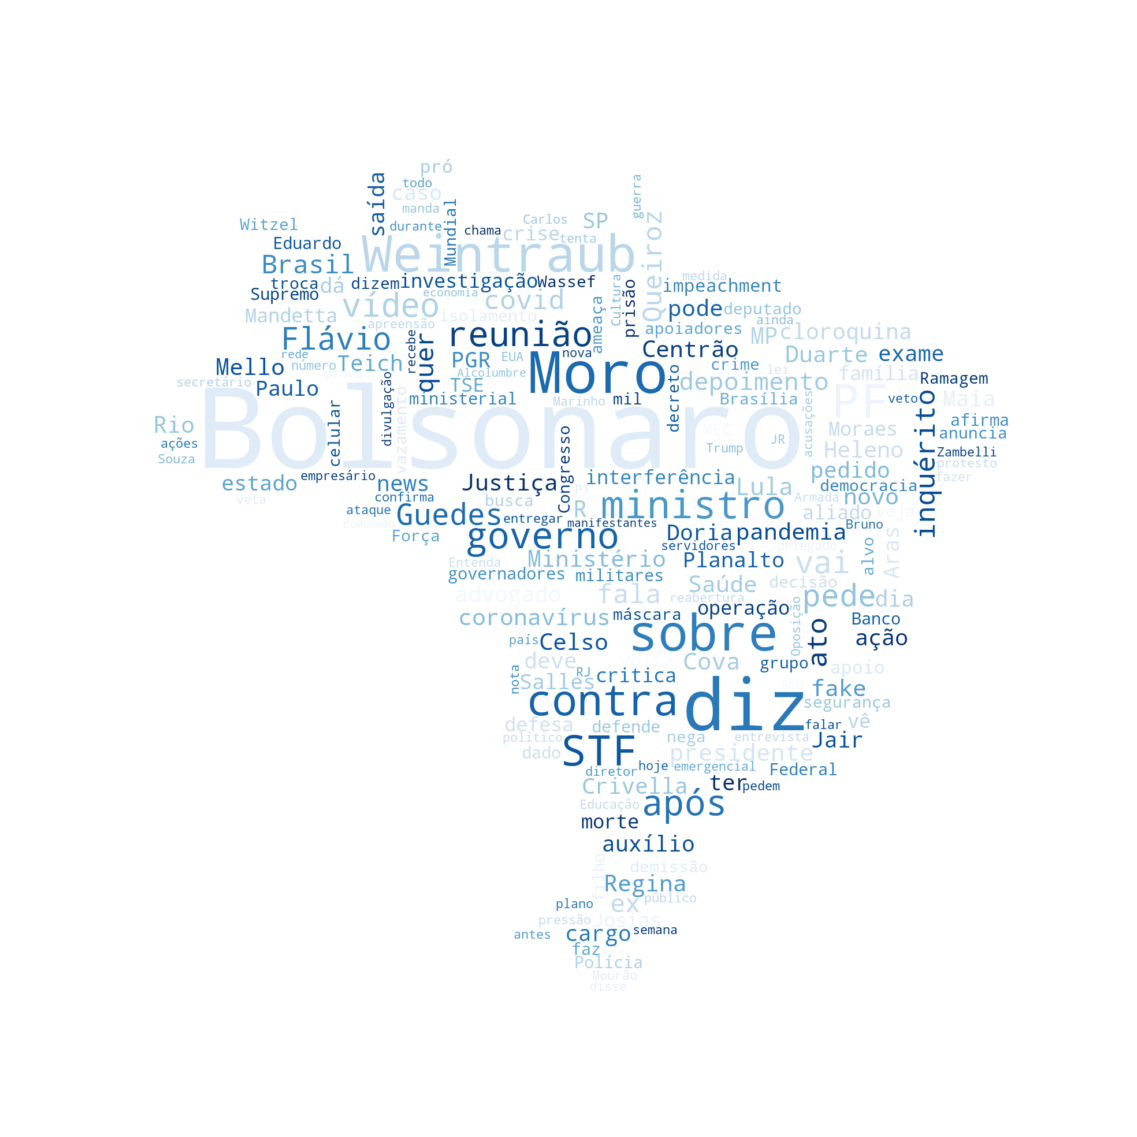 pró
todo
caso
saída
manda
Mundial
guerra
Witzel
durante
chama
Carlos
SP
crise
tenta
Queiroz
Eduardo
Weintraub
Brasil
troca
dá
dizem
investigação
Wassef
Cultura
prisão
medida
impeachment
Supremo
vídeo
economia
covid
ameaça
pode
deputado
Mandetta
apreensão
isolamento
apoiadores
ainda
MP
cloroquina
Flávio
quer
recebe
reunião
nova
Centrão
Duarte
exame
rede
número
Teich
PGR
EUA
Moro
crime
lei
família
Mello
Alcolumbre
depoimento
Ramagem
secretário
Paulo
TSE
ministerial
Marinho
mil
decreto
Brasília
PF
veto
Maia
Bolsonaro
divulgação
vazamento
celular
Rio
acusações
Moraes
inquérito
afirma
anuncia
ações
Congresso
Trump
JR
Heleno
Zambelli
Souza
empresário
Justiça
interferência
pedido
protesto
estado
news
PT
Lula
democracia
fazer
veta
confirma
busca
R
ministro
Armada
novo
ataque
Guedes
entregar
manifestantes
aliado
veja
comando
Força
governo
Doria
pandemia
Bruno
servidores
delegado
alvo
Aras
Entenda
Ministério
Planalto
vai
governadores
militares
Saúde
decisão
advogado
fala
reabertura
pede
dia
coronavírus
máscara
operação
Oposição
ato
Banco
país
Celso
sobre
ação
nota
deve
RJ
Cova
grupo
apoio
Salles
critica
contra
diz
fake
segurança
defesa
defende
falar
vê
político
STF
nega
entrevista
Jair
dado
presidente
diretor
hoje
emergencial
Federal
Crivella
ter
pedem
Educação
após
morte
auxílio
filho
demissão
Regina
plano
ex
público
pressão
Josias
antes
cargo
semana
faz
Polícia
Mourão
disse